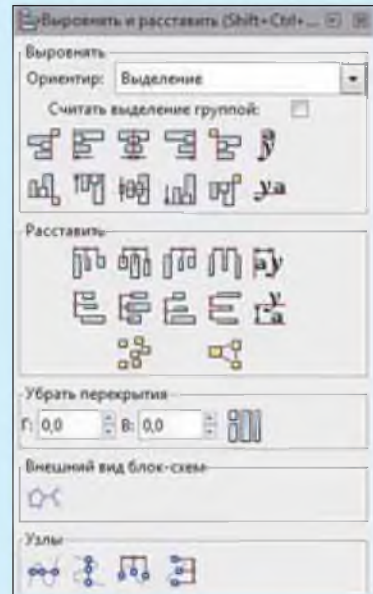 Выровнять и расставить (Shift+Ctrl+...
Выровнять
Ориентир: Выделение
Считать выделение группой:
Расставить
Убрать перекрытия
Г: 0,0 В: 0,0
Внешний вид блок-схем
Узлы